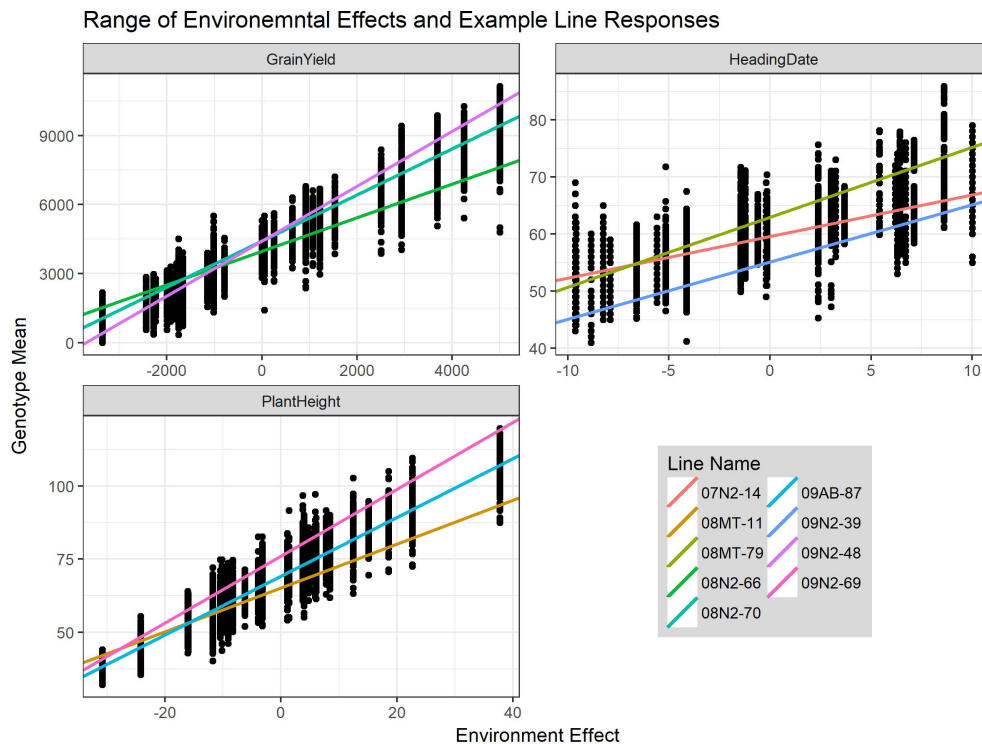 Range of Environemntal Effects and Example Line Responses
GrainYield
HeadingDate
9000
6000
3000
0
-2000
0
2000
4000
80
70
60
50
40
-10
-5
0
5
10
PlantHeight
100
75
50
-20
0
20
40
Genotype Mean
Environment Effect
Line Name
07N2-14
08MT-11
08MT-79
08N2-66
08N2-70
09AB-87
09N2-39
09N2-48
09N2-69